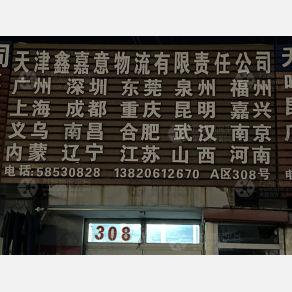 司 天津鑫嘉意物流有限责任公司 天
广州 深圳 东莞 泉州 福州
上海 成都 重庆 昆明 嘉兴
义乌 南昌 合肥 武汉 南京
内蒙 辽宁 江苏 山西 河南
电话:58530828 13820612670 A区308号
308